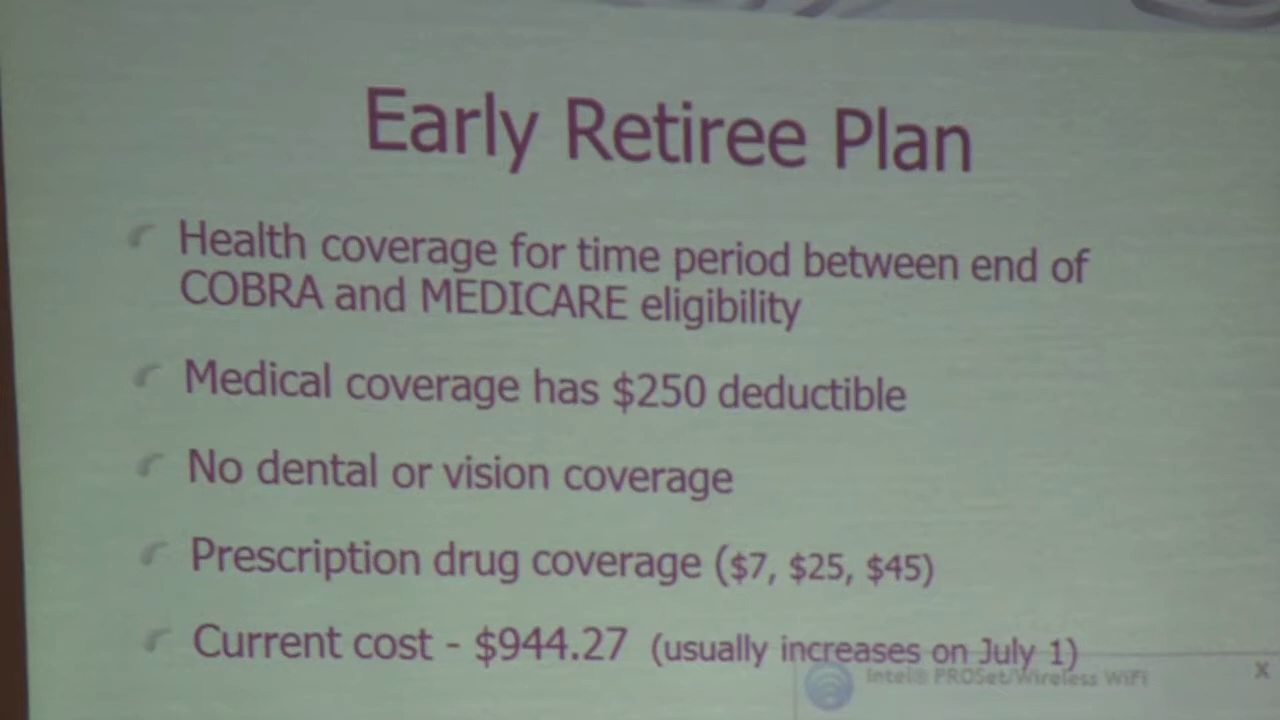 Early Retiree Plan
Health coverage for time period between end of
COBRA and MEDICARE eligibility
Medical coverage has $250 deductible
No dental or vision coverage
Prescription drug coverage ($7, $25, $45)
Current cost - $944.27 (usually increases on July 1)
Intel® PROSet/Wireless WiFi
X